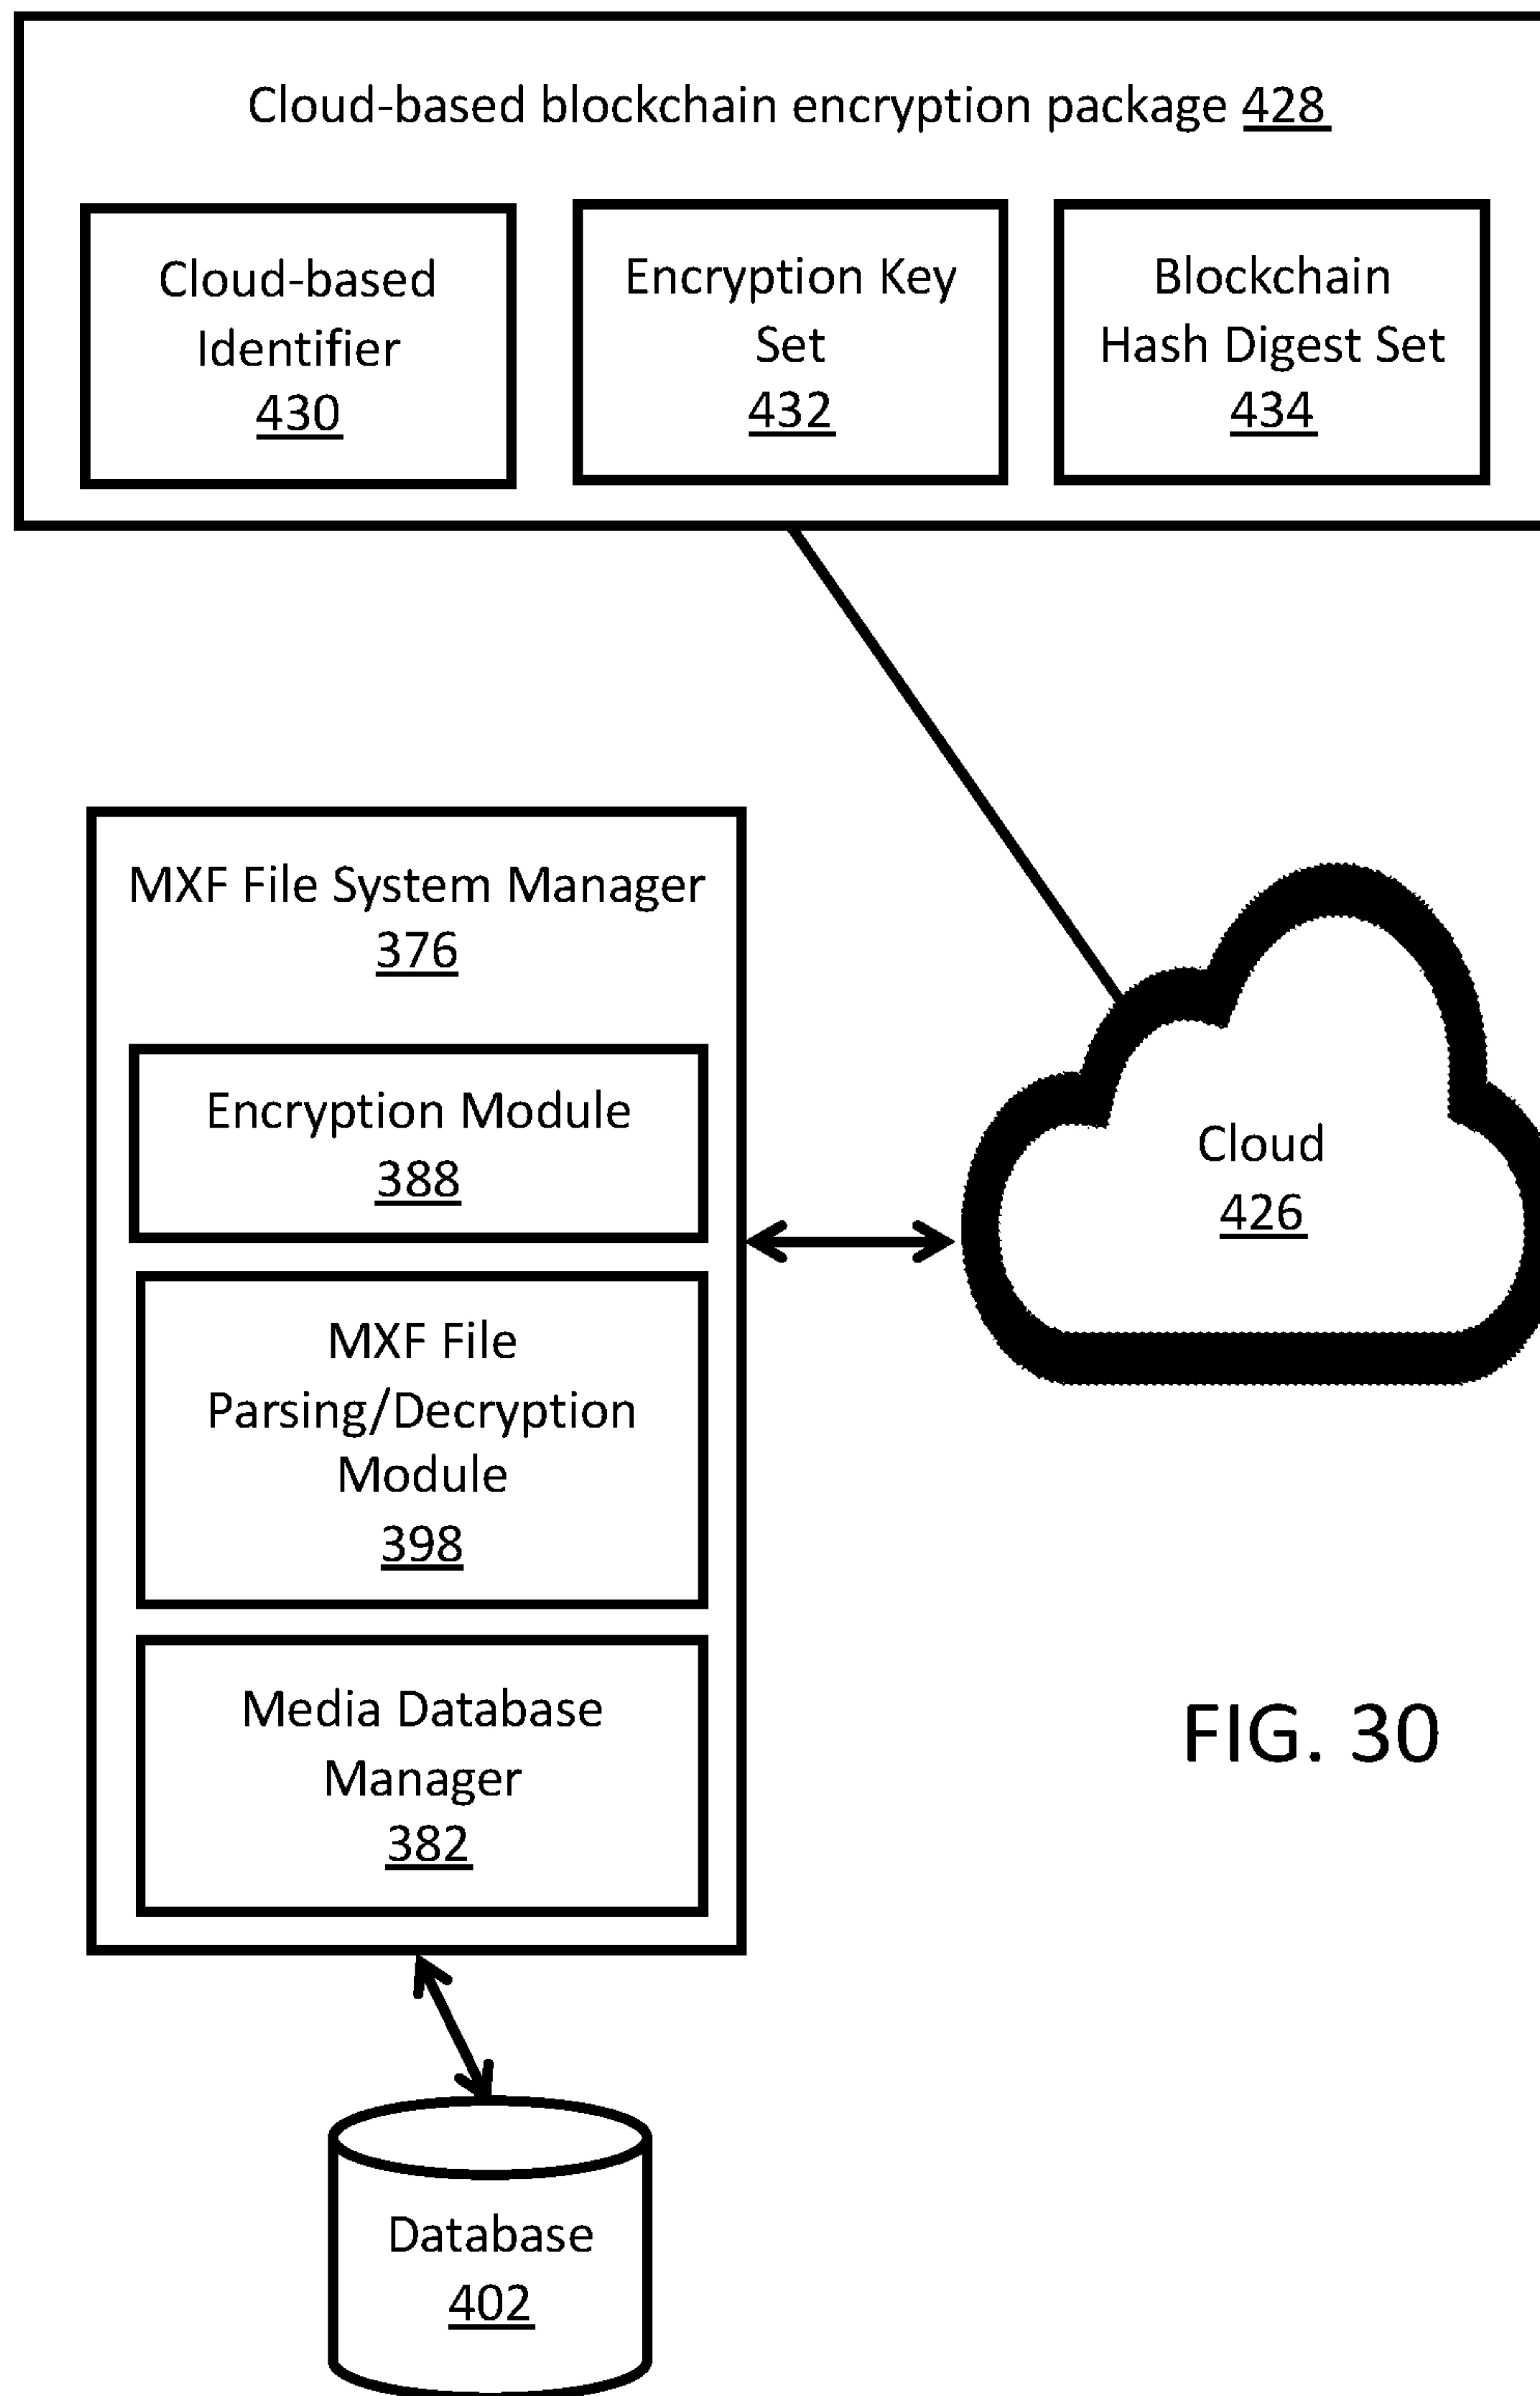 Cloud-based blockchain encryption package 428
Cloud-based
Identifier
430
Encryption Key
Set
432
Blockchain
Hash Digest Set
434
MXF File System Manager
376
Encryption Module
388
MXF File
Parsing/Decryption
Module
398
Media Database
Manager
382
Cloud
426
FIG. 30
Database
402